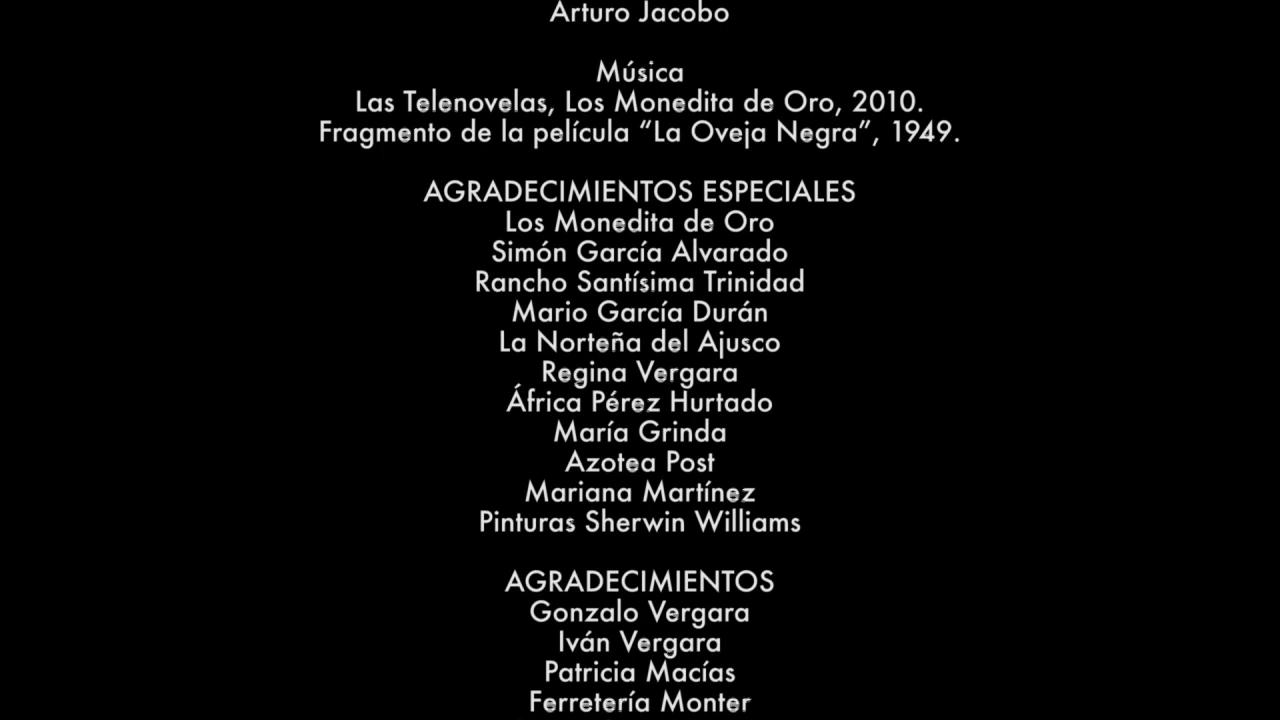 Arturo Jacobo
Música
Las Telenovelas, Los Monedita de Oro, 2010.
Fragmento de la película “La Oveja Negra”, 1949.
AGRADECIMIENTOS ESPECIALES
Los Monedita de Oro
Simón García Alvarado
Rancho Santísima Trinidad
Mario García Durán
La Norteña del Ajusco
Regina Vergara
África Pérez Hurtado
María Grinda
Azotea Post
Mariana Martínez
Pinturas Sherwin Williams
AGRADECIMIENTOS
Gonzalo Vergara
Iván Vergara
Patricia Macías
Ferretería Monter